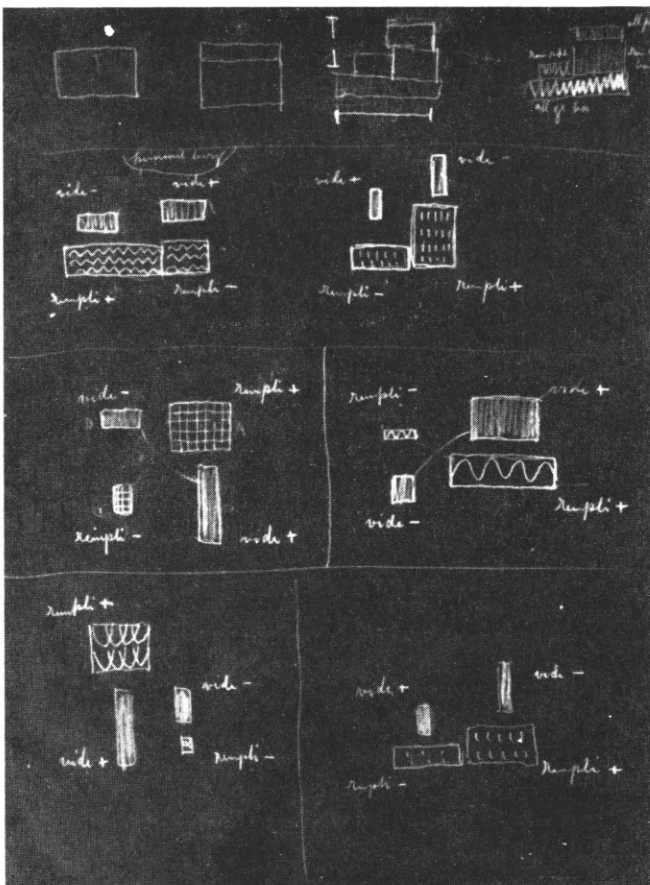 vide - vide +
rempli + rempli -
vide + vide -
rempli - rempli +
vide - rempli +
rempli - vide +
rempli - vide +
vide - rempli +
rempli +
vide -
vide + rempli -
vide + vide -
rempli - rempli +